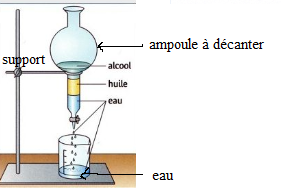 ampoule à décanter
support
alcool
huile
eau
eau